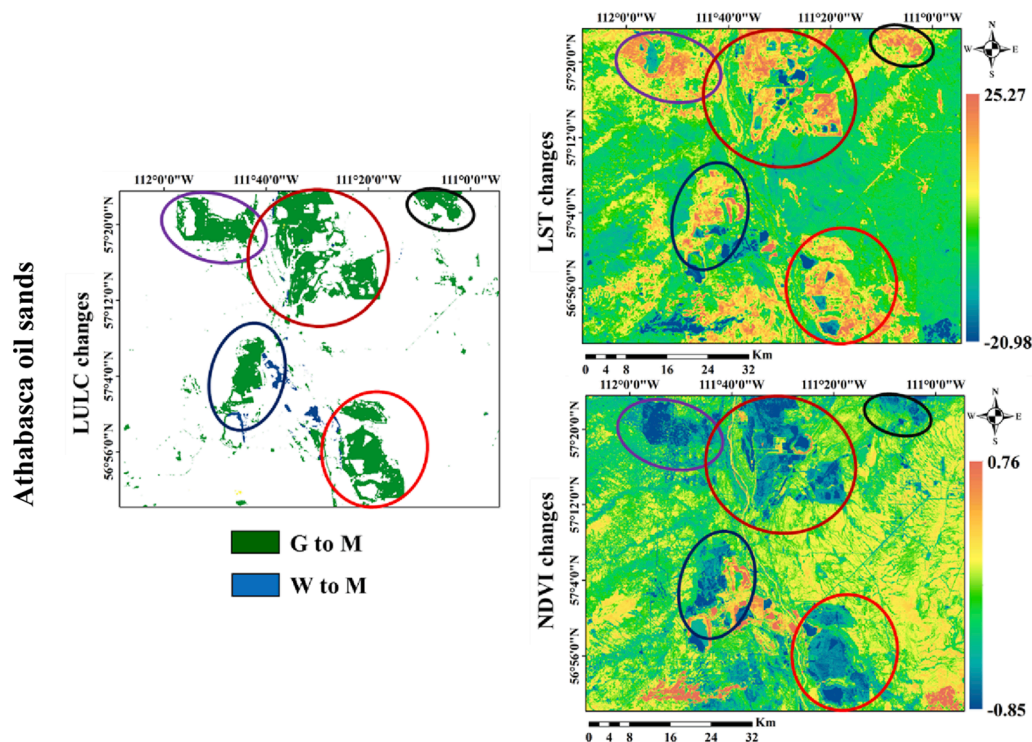 Athabasca oil sands
LULC changes
112°0'0"W 111°40'0"W 111°20'0"W 111°0'0"W
57°20'0"N
57°12'0"N
57°4'0"N
56°56'0"N
G to M
W to M
LST changes
112°0'0"W 111°40'0"W 111°20'0"W 111°0'0"W
57°20'0"N
57°12'0"N
57°4'0"N
56°56'0"N
N
W E
S
25.27
-20.98
Km
0 4 8 16 24 32
NDVI changes
112°0'0"W 111°40'0"W 111°20'0"W 111°0'0"W
57°20'0"N
57°12'0"N
57°4'0"N
56°56'0"N
N
W E
S
0.76
-0.85
Km
0 4 8 16 24 32